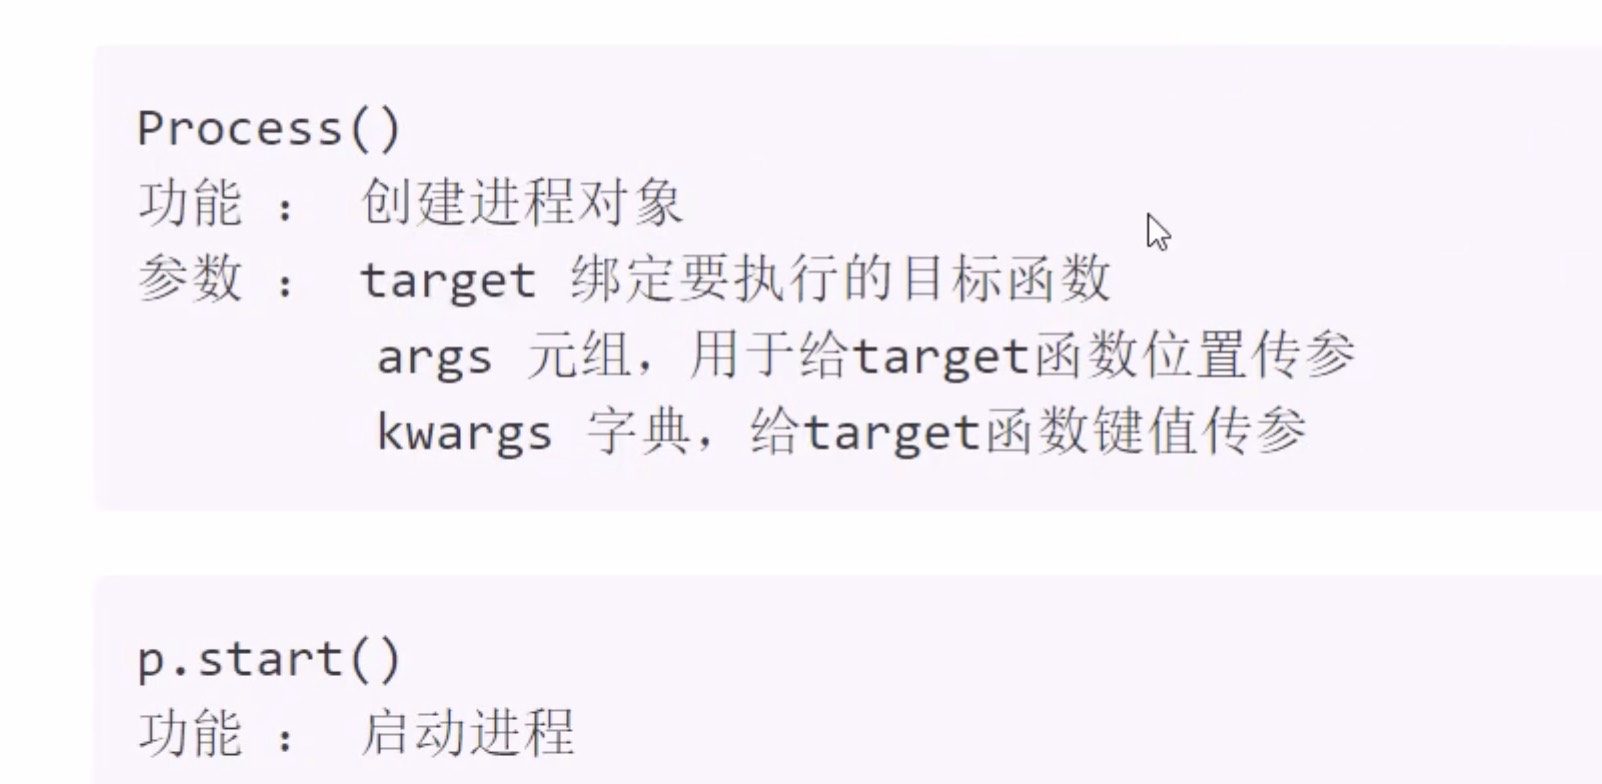 Process()
功能 ： 创建进程对象
参数 ： target 绑定要执行的目标函数
args 元组，用于给target函数位置传参
kwargs 字典，给target函数键值传参
p.start()
功能 ： 启动进程